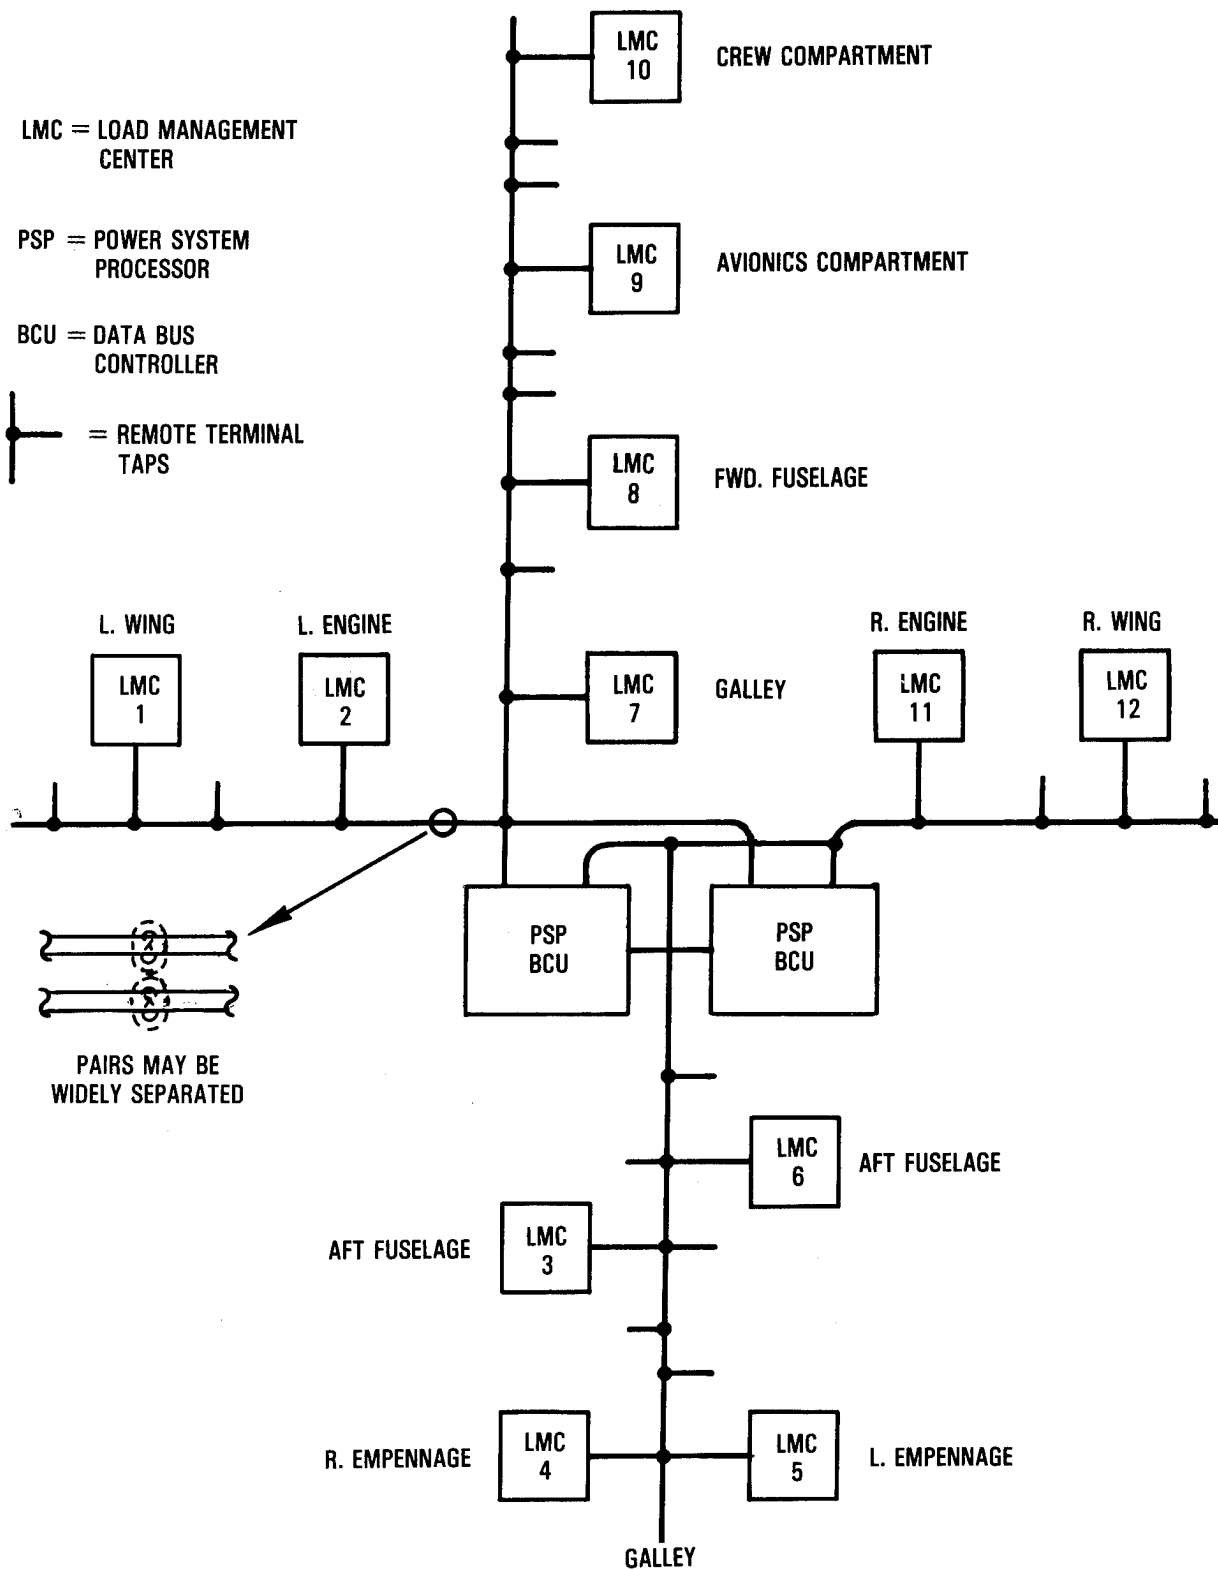 LMC
10
CREW COMPARTMENT
LMC = LOAD MANAGEMENT
CENTER
PSP = POWER SYSTEM
PROCESSOR
LMC
9
AVIONICS COMPARTMENT
BCU = DATA BUS
CONTROLLER
= REMOTE TERMINAL
TAPS
LMC
8
FWD. FUSELAGE
L. WING
L. ENGINE
R. ENGINE
R. WING
LMC
1
LMC
2
LMC
7
GALLEY
LMC
11
LMC
12
PSP
BCU
PSP
BCU
PAIRS MAY BE
WIDELY SEPARATED
LMC
6
AFT FUSELAGE
AFT FUSELAGE
LMC
3
R. EMPENNAGE
LMC
4
LMC
5
L. EMPENNAGE
GALLEY